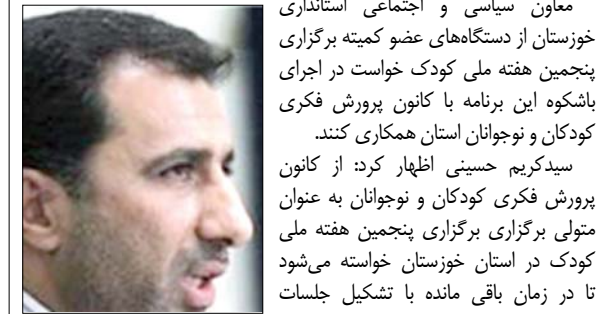 معاون سیاسی و اجتماعی استانداری
خوزستان از دستگاه‌های عضو کمیته برگزاری
پنجمین هفته ملی کودک خواست در اجرای
باشکوه این برنامه با کانون پرورش فکری
کودکان و نوجوانان استان همکاری کنند.
سیدکریم حسینی اظهار کرد: از کانون
پرورش فکری کودکان و نوجوانان به عنوان
متولی برگزاری برگزاری پنجمین هفته ملی
کودک در استان خوزستان خواسته می‌شود
تا در زمان باقی مانده با تشکیل جلسات